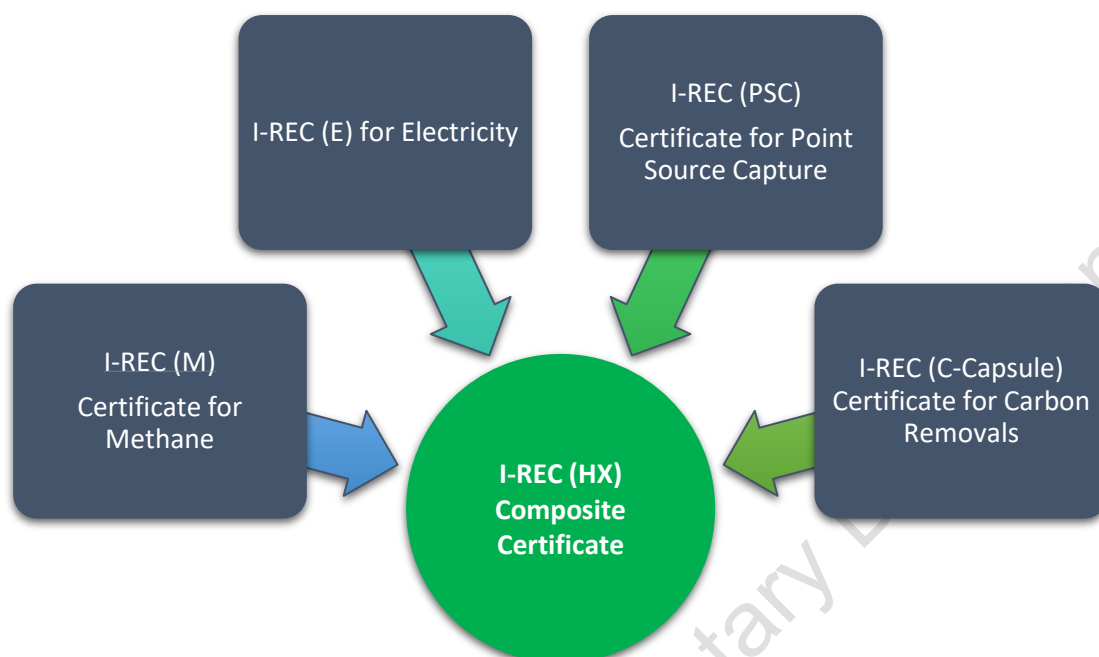 I-REC (E) for Electricity
I-REC (PSC)
Certificate for Point
Source Capture
I-REC (M)
Certificate for
Methane
I-REC (C-Capsule)
Certificate for Carbon
Removals
I-REC (HX)
Composite
Certificate